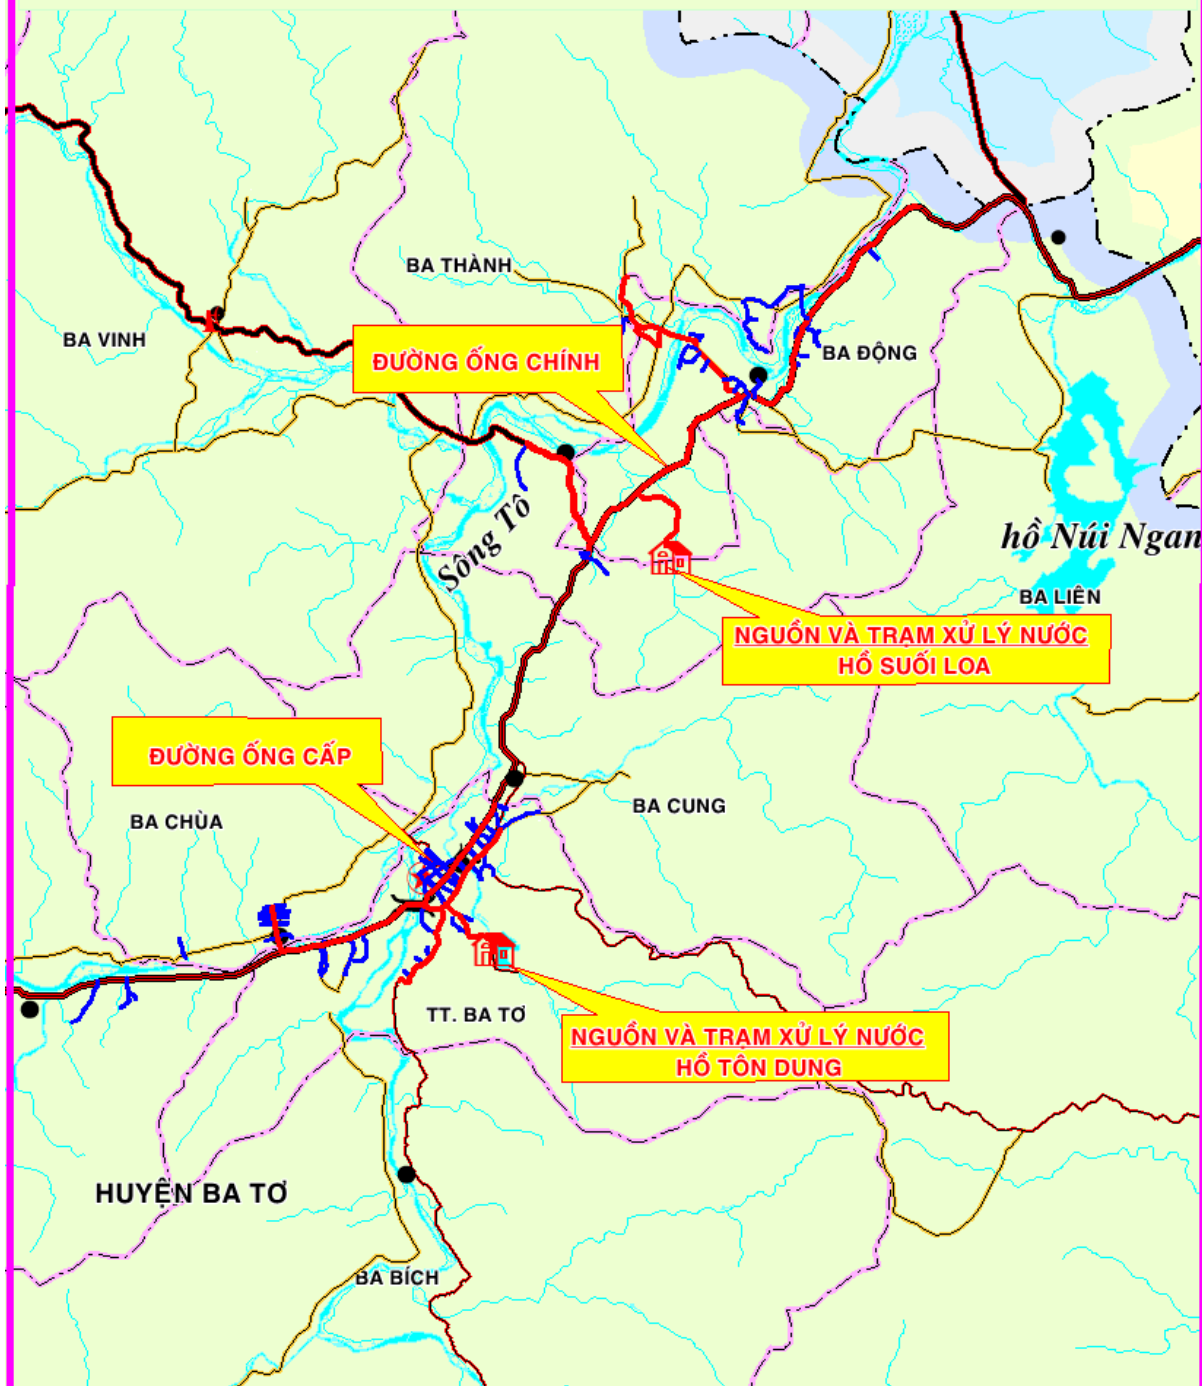 BA THÀNH
BA VINH
ĐƯỜNG ỐNG CHÍNH
BA ĐỘNG
Sông Tô
hồ Núi Ngan
BA LIÊN
NGUỒN VÀ TRẠM XỬ LÝ NƯỚC
HỒ SUỐI LOA
ĐƯỜNG ỐNG CẤP
BA CUNG
BA CHÙA
TT. BA TƠ
NGUỒN VÀ TRẠM XỬ LÝ NƯỚC
HỒ TÔN DUNG
HUYỆN BA TƠ
BA BÍCH